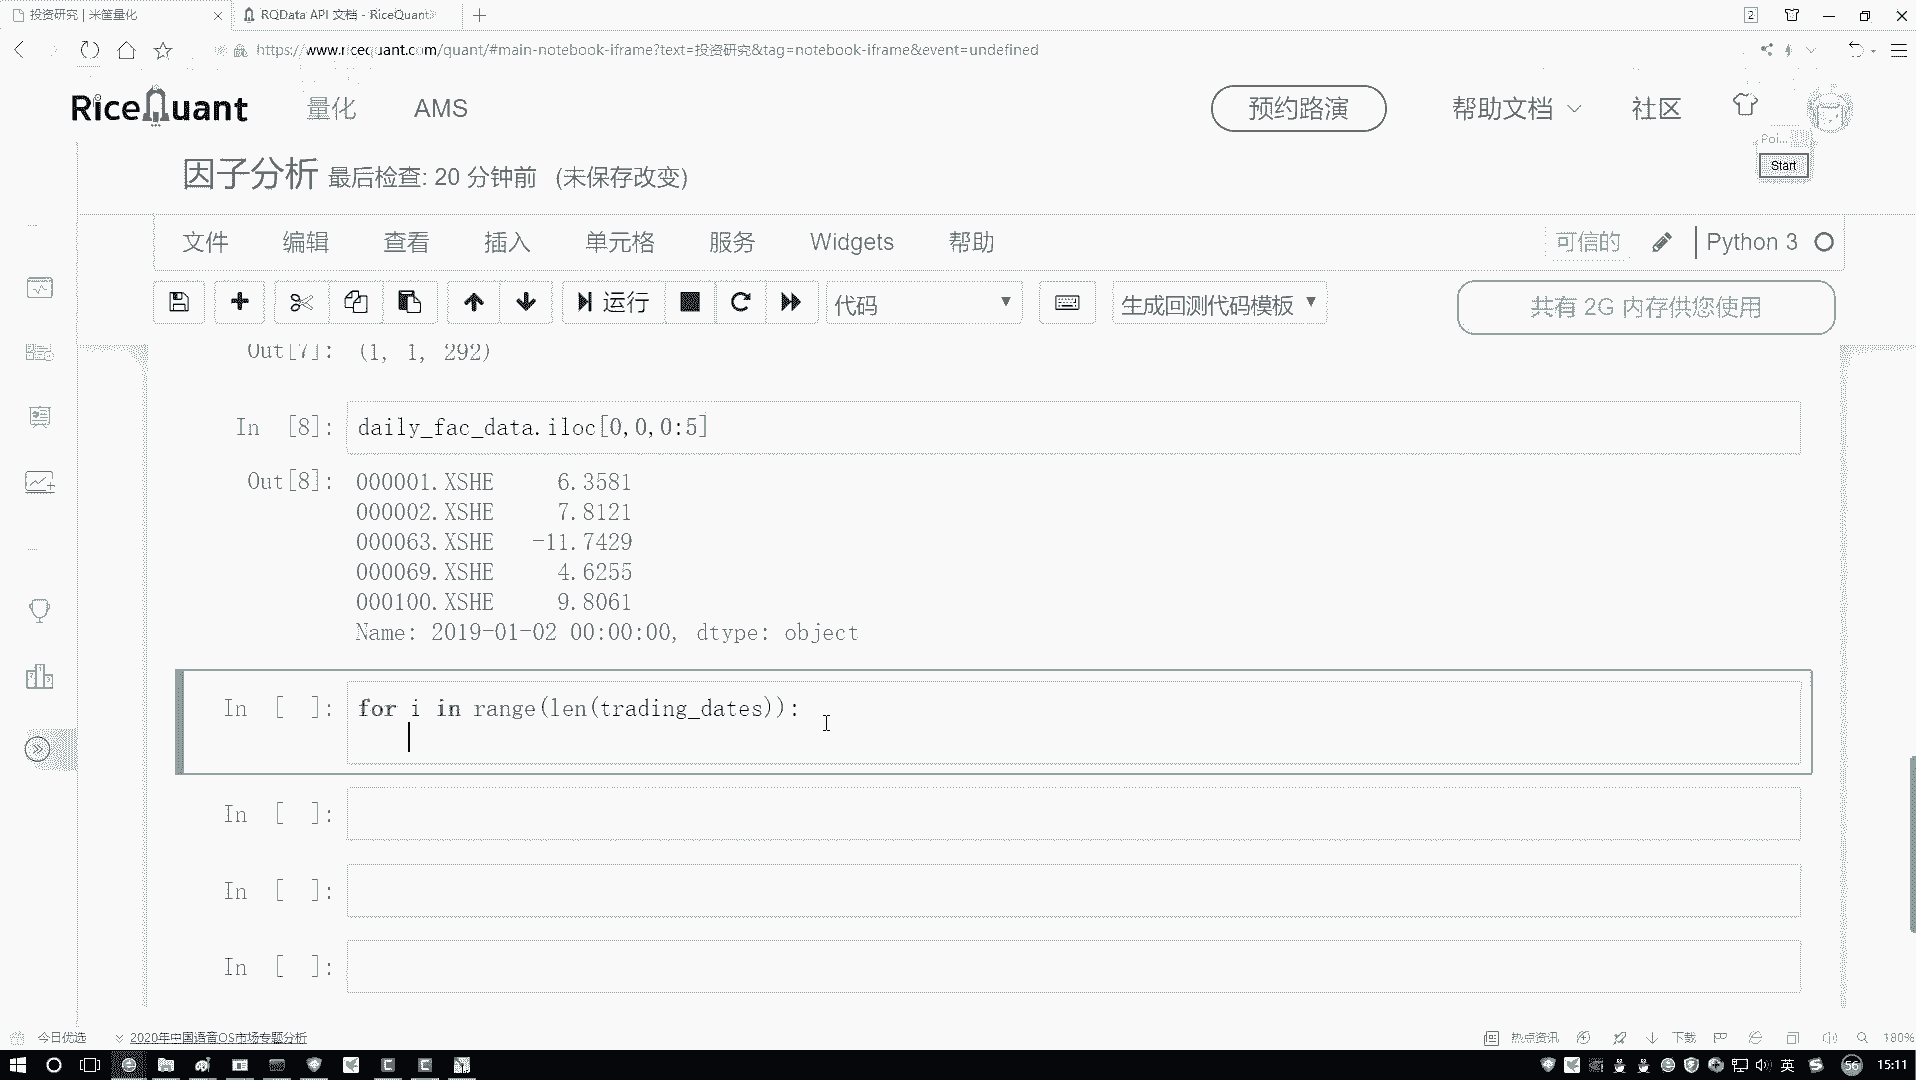 投资研究 | 米筐量化
RQData API 文档 - RiceQuant
2
https://www.ricequant.com/quant/#main-notebook-iframe?text=投资研究&tag=notebook-iframe&event=undefined
RiceQuant 量化 AMS 预约路演 帮助文档 社区
Poi...
Start
因子分析 最后检查: 20 分钟前 (未保存改变)
文件 编辑 查看 插入 单元格 服务 Widgets 帮助 可信的 Python 3
运行 代码 生成回测代码模板 共有 2G 内存供您使用
Out[7]: (1, 1, 292)
In [8]: daily_fac_data.iloc[0,0,0:5]
Out[8]: 000001.XSHE 6.3581
000002.XSHE 7.8121
000063.XSHE -11.7429
000069.XSHE 4.6255
000100.XSHE 9.8061
Name: 2019-01-02 00:00:00, dtype: object
In [ ]: for i in range(len(trading_dates)):
In [ ]:
In [ ]:
In [ ]:
今日优选 2020年中国语音OS市场专题分析 热点资讯 下载 180%
英 56 15:11